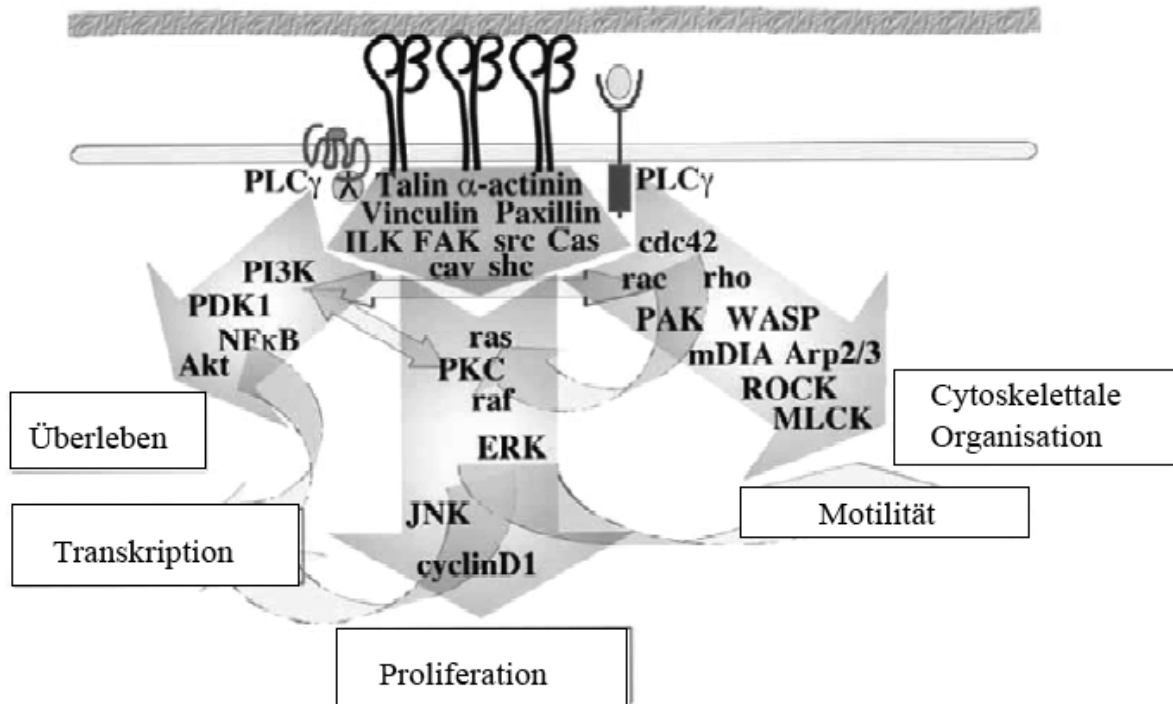 PLCγ
Talin α-actinin
PLCγ
Vinculin Paxillin
ILK FAK src Cas
cav shc
cdc42
rac rho
PI3K
PDK1
NFκB
Akt
PAK WASP
mDIA Arp2/3
ROCK
MLCK
ras
PKC
raf
ERK
JNK
cyclinD1
Überleben
Transkription
Proliferation
Motilität
Cytoskelettale
Organisation